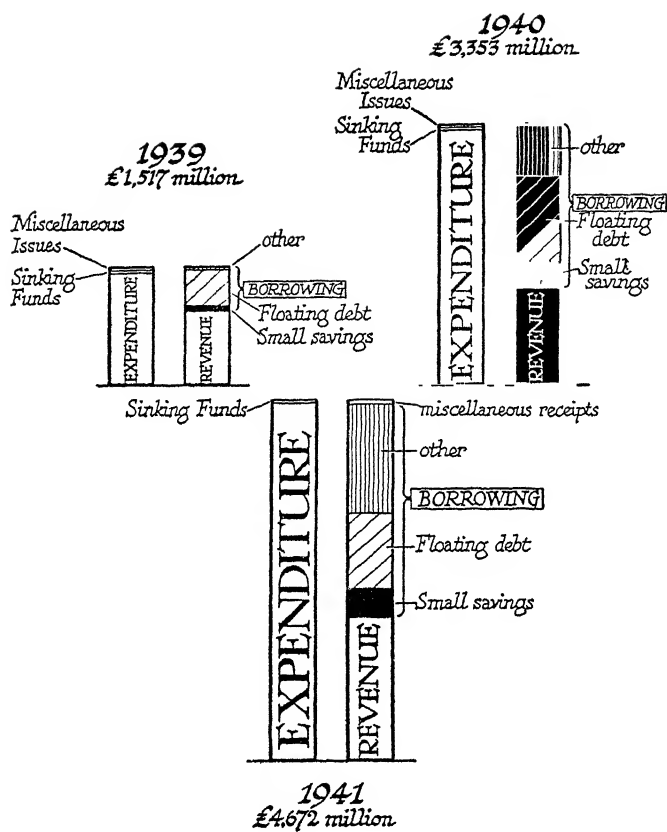 1939
£1,517 million
Miscellaneous
Issues
Sinking
Funds
EXPENDITURE
REVENUE
other
BORROWING
Floating debt
Small savings
1940
£3,353 million
Miscellaneous
Issues
Sinking
Funds
EXPENDITURE
REVENUE
other
BORROWING
Floating
debt
Small
savings
Sinking Funds
EXPENDITURE
REVENUE
miscellaneous receipts
other
BORROWING
Floating debt
Small savings
1941
£4,672 million